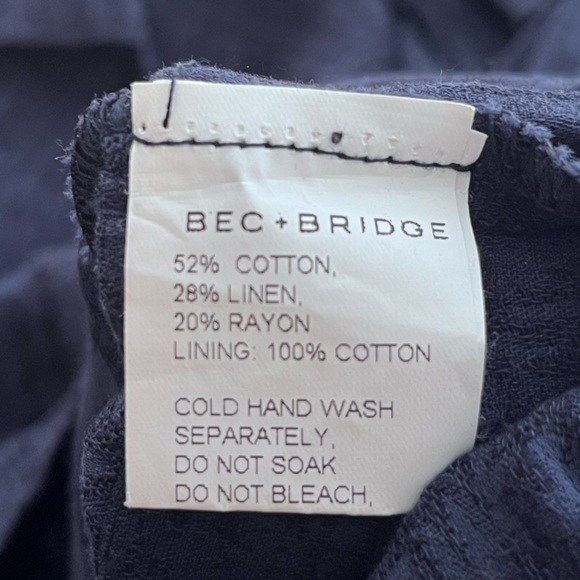 BEC+BRIDGE
52% COTTON,
28% LINEN,
20% RAYON
LINING: 100% COTTON
COLD HAND WASH
SEPARATELY,
DO NOT SOAK
DO NOT BLEACH,